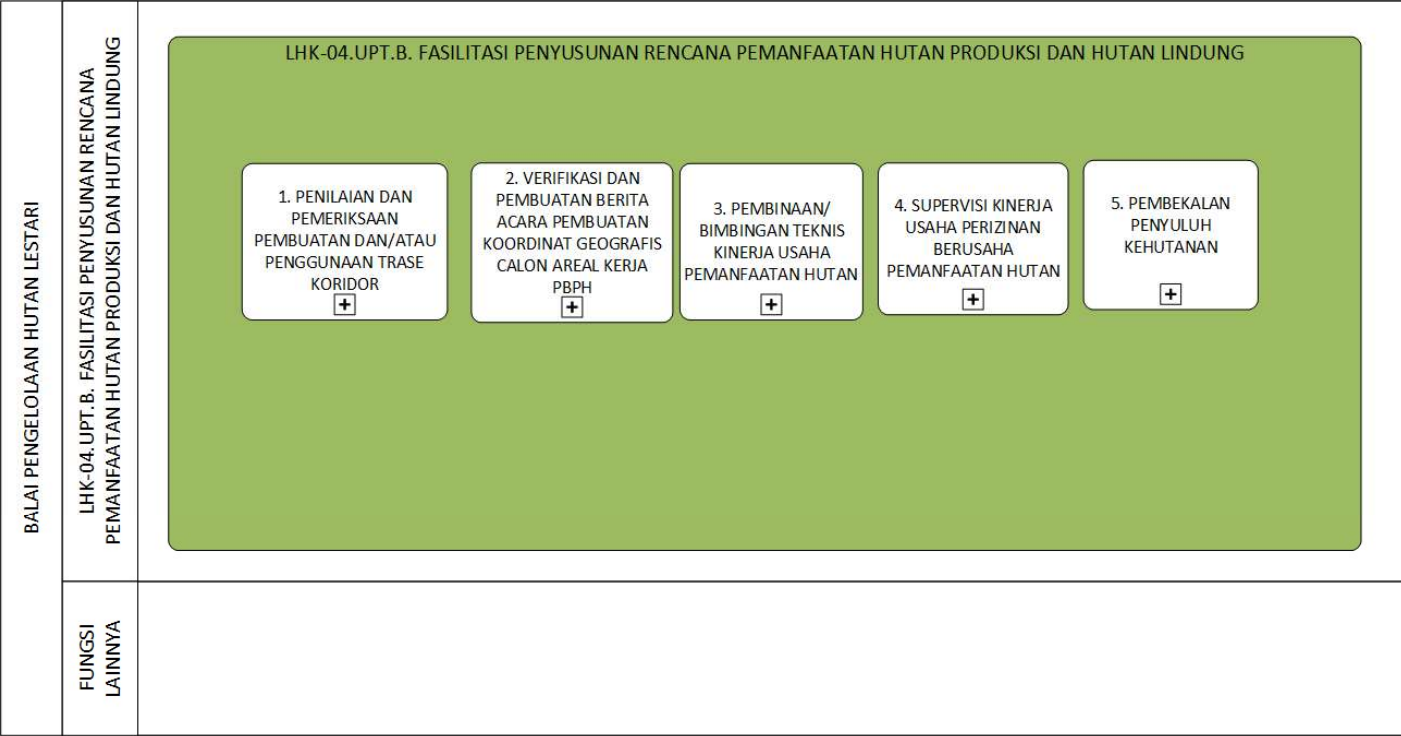 BALAI PENGELOLAAN HUTAN LESTARI
LHK-04.UPT.B. FASILITASI PENYUSUNAN RENCANA
PEMANFAATAN HUTAN PRODUKSI DAN HUTAN LINDUNG
LHK-04.UPT.B. FASILITASI PENYUSUNAN RENCANA PEMANFAATAN HUTAN PRODUKSI DAN HUTAN LINDUNG
1. PENILAIAN DAN
PEMERIKSAAN
PEMBUATAN DAN/ATAU
PENGGUNAAN TRASE
KORIDOR
2. VERIFIKASI DAN
PEMBUATAN BERITA
ACARA PEMBUATAN
KOORDINAT GEOGRAFIS
CALON AREAL KERJA
PBPH
3. PEMBINAAN/
BIMBINGAN TEKNIS
KINERJA USAHA
PEMANFAATAN HUTAN
4. SUPERVISI KINERJA
USAHA PERIZINAN
BERUSAHA
PEMANFAATAN HUTAN
5. PEMBEKALAN
PENYULUH
KEHUTANAN
FUNGSI
LAINNYA